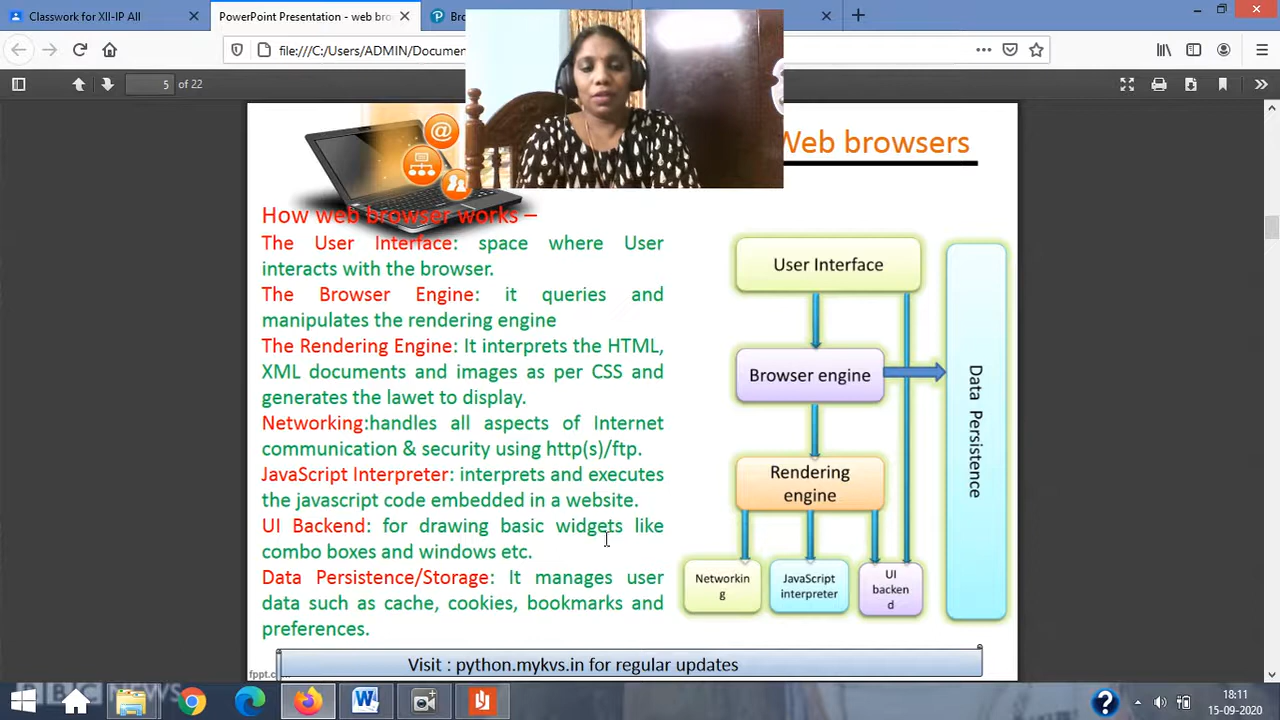 Classwork for XII-IP All
PowerPoint Presentation - web brow
Bro
file:///C:/Users/ADMIN/Documen
5 of 22
Web browsers
How web browser works –
The User Interface: space where User
interacts with the browser.
The Browser Engine: it queries and
manipulates the rendering engine
The Rendering Engine: It interprets the HTML,
XML documents and images as per CSS and
generates the lawet to display.
Networking:handles all aspects of Internet
communication & security using http(s)/ftp.
JavaScript Interpreter: interprets and executes
the javascript code embedded in a website.
UI Backend: for drawing basic widgets like
combo boxes and windows etc.
Data Persistence/Storage: It manages user
data such as cache, cookies, bookmarks and
preferences.
User Interface
Browser engine
Rendering
engine
Networkin
g
JavaScript
interpreter
UI
backen
d
Data Persistence
Visit : python.mykvs.in for regular updates
fppt.c
18:11
15-09-2020